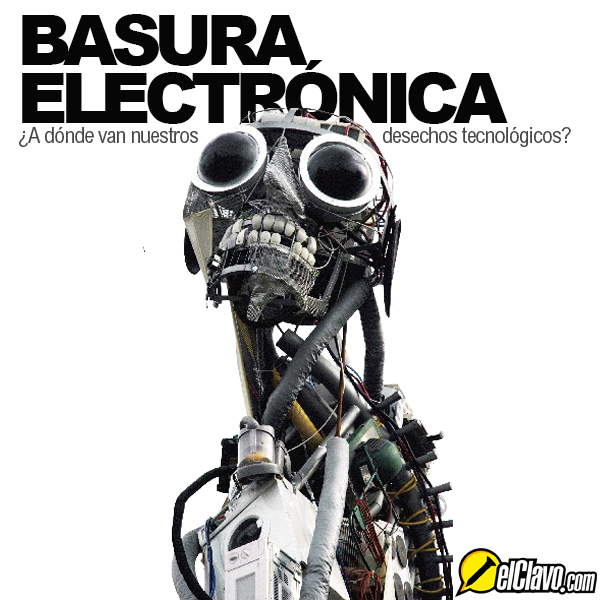 BASURA
ELECTRÓNICA
¿A dónde van nuestros desechos tecnológicos?
elClavo.com